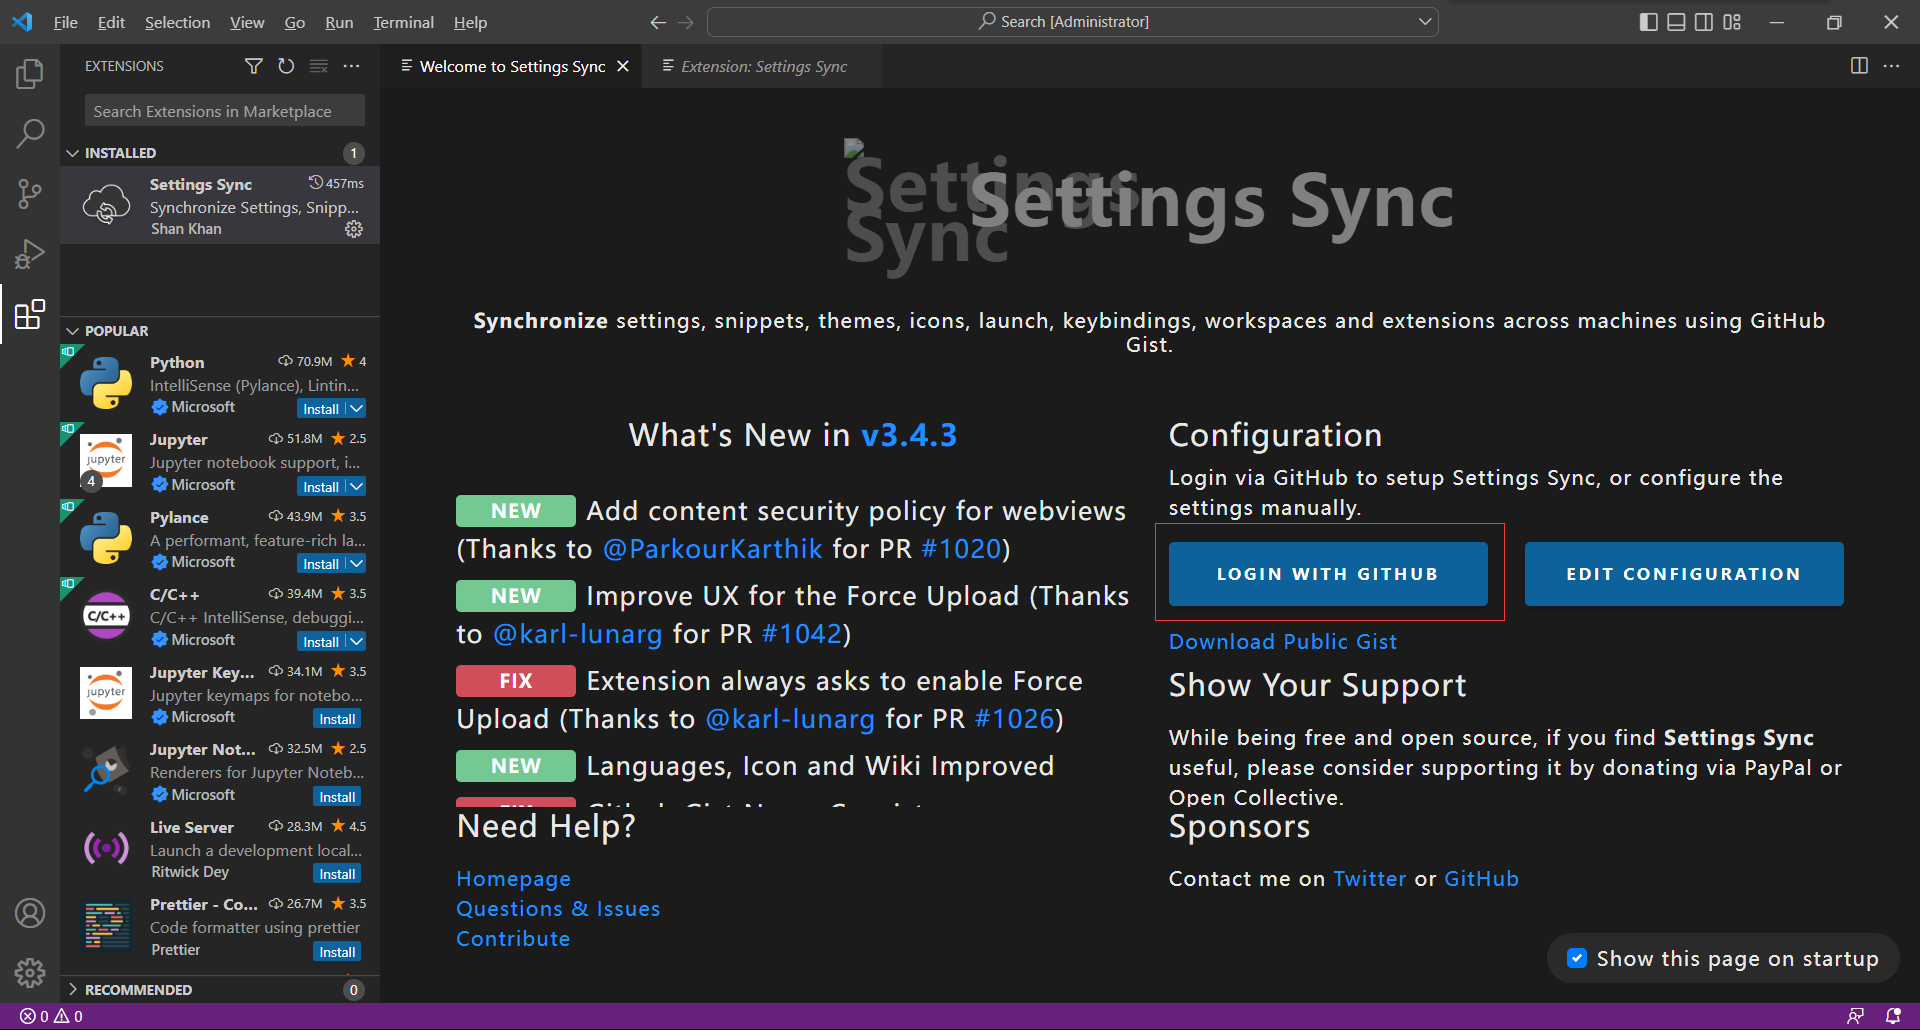 File Edit Selection View Go Run Terminal Help
Search [Administrator]
EXTENSIONS
Search Extensions in Marketplace
INSTALLED 1
Settings Sync 457ms
Synchronize Settings, Snipp...
Shan Khan
POPULAR
Python 70.9M 4
IntelliSense (Pylance), Lintin...
Microsoft Install
Jupyter 51.8M 2.5
jupyter
Jupyter notebook support, i...
4
Microsoft Install
Pylance 43.9M 3.5
A performant, feature-rich la...
Microsoft Install
C/C++ 39.4M 3.5
C/C++
C/C++ IntelliSense, debuggi...
Microsoft Install
Jupyter Key... 34.1M 3.5
jupyter
Jupyter keymaps for notebo...
Microsoft Install
Jupyter Not... 32.5M 2.5
Renderers for Jupyter Noteb...
Microsoft Install
Live Server 28.3M 4.5
Launch a development local...
Ritwick Dey Install
Prettier - Co... 26.7M 3.5
Code formatter using prettier
Prettier Install
RECOMMENDED 0
Welcome to Settings Sync
Extension: Settings Sync
Settings
Sync
Settings Sync
Synchronize settings, snippets, themes, icons, launch, keybindings, workspaces and extensions across machines using GitHub
Gist.
What's New in v3.4.3
NEW Add content security policy for webviews
(Thanks to @ParkourKarthik for PR #1020)
NEW Improve UX for the Force Upload (Thanks
to @karl-lunarg for PR #1042)
FIX Extension always asks to enable Force
Upload (Thanks to @karl-lunarg for PR #1026)
NEW Languages, Icon and Wiki Improved
Need Help?
Homepage
Questions & Issues
Contribute
Configuration
Login via GitHub to setup Settings Sync, or configure the
settings manually.
LOGIN WITH GITHUB
EDIT CONFIGURATION
Download Public Gist
Show Your Support
While being free and open source, if you find Settings Sync
useful, please consider supporting it by donating via PayPal or
Open Collective.
Sponsors
Contact me on Twitter or GitHub
Show this page on startup
0 0